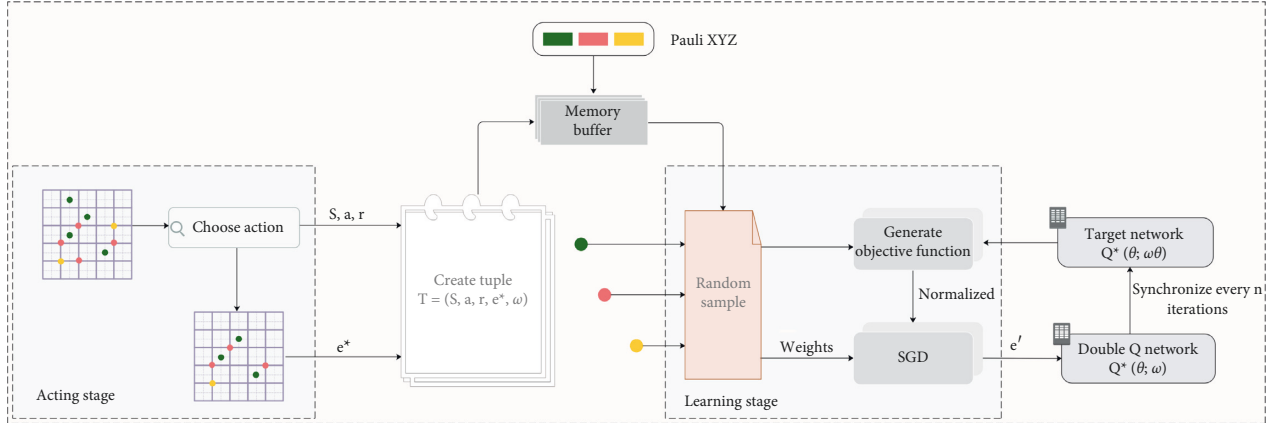 Pauli XYZ
Memory
buffer
Choose action
S, a, r
e*
Acting stage
Create tuple
T = (S, a, r, e*, ω)
Random
sample
Weights
Learning stage
Generate
objective function
Normalized
SGD
e′
Target network
Q* (θ; ωθ)
Synchronize every n
iterations
Double Q network
Q* (θ; ω)